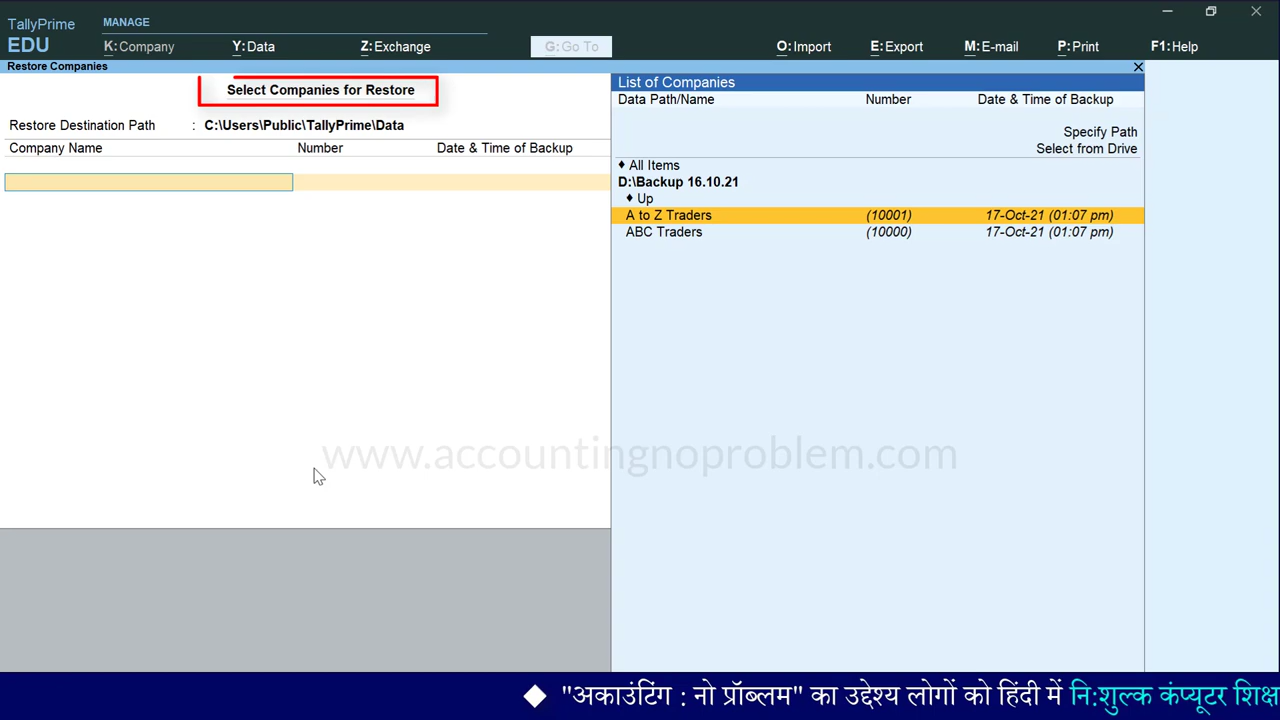 TallyPrime
EDU
MANAGE
K:Company Y:Data Z:Exchange G:Go To O:Import E:Export M:E-mail P:Print F1:Help
Restore Companies
Select Companies for Restore
Restore Destination Path : C:\Users\Public\TallyPrime\Data
Company Name Number Date & Time of Backup
List of Companies
Data Path/Name Number Date & Time of Backup
Specify Path
Select from Drive
♦ All Items
D:\Backup 16.10.21
♦ Up
A to Z Traders (10001) 17-Oct-21 (01:07 pm)
ABC Traders (10000) 17-Oct-21 (01:07 pm)
www.accountingnoproblem.com
◆ "अकाउंटिंग : नो प्रॉब्लम" का उद्देश्य लोगों को हिंदी में नि:शुल्क कंप्यूटर शिक्ष